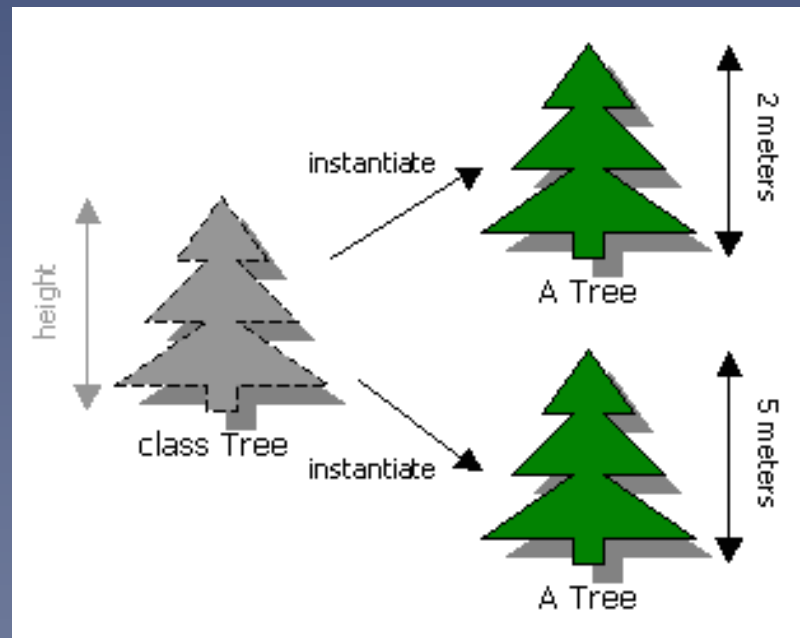 height
class Tree
instantiate
instantiate
A Tree
2 meters
A Tree
5 meters